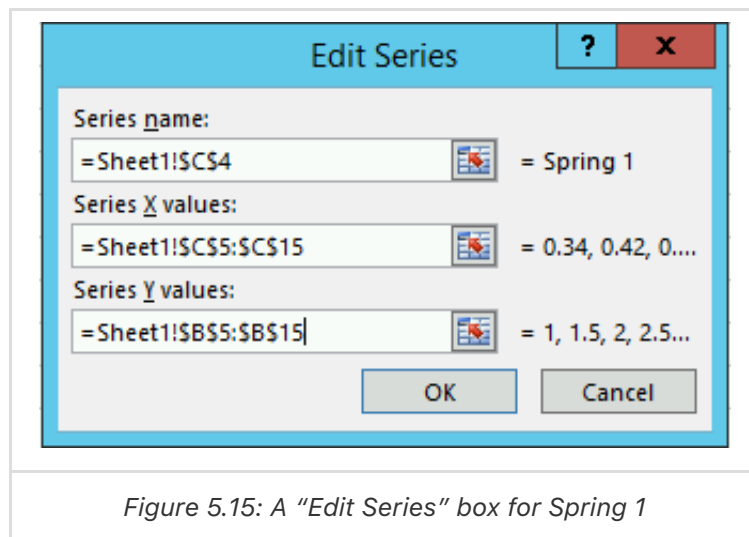 Edit Series
? x
Series name:
=Sheet1!$C$4 = Spring 1
Series X values:
=Sheet1!$C$5:$C$15 = 0.34, 0.42, 0....
Series Y values:
=Sheet1!$B$5:$B$15 = 1, 1.5, 2, 2.5...
OK Cancel
Figure 5.15: A “Edit Series” box for Spring 1